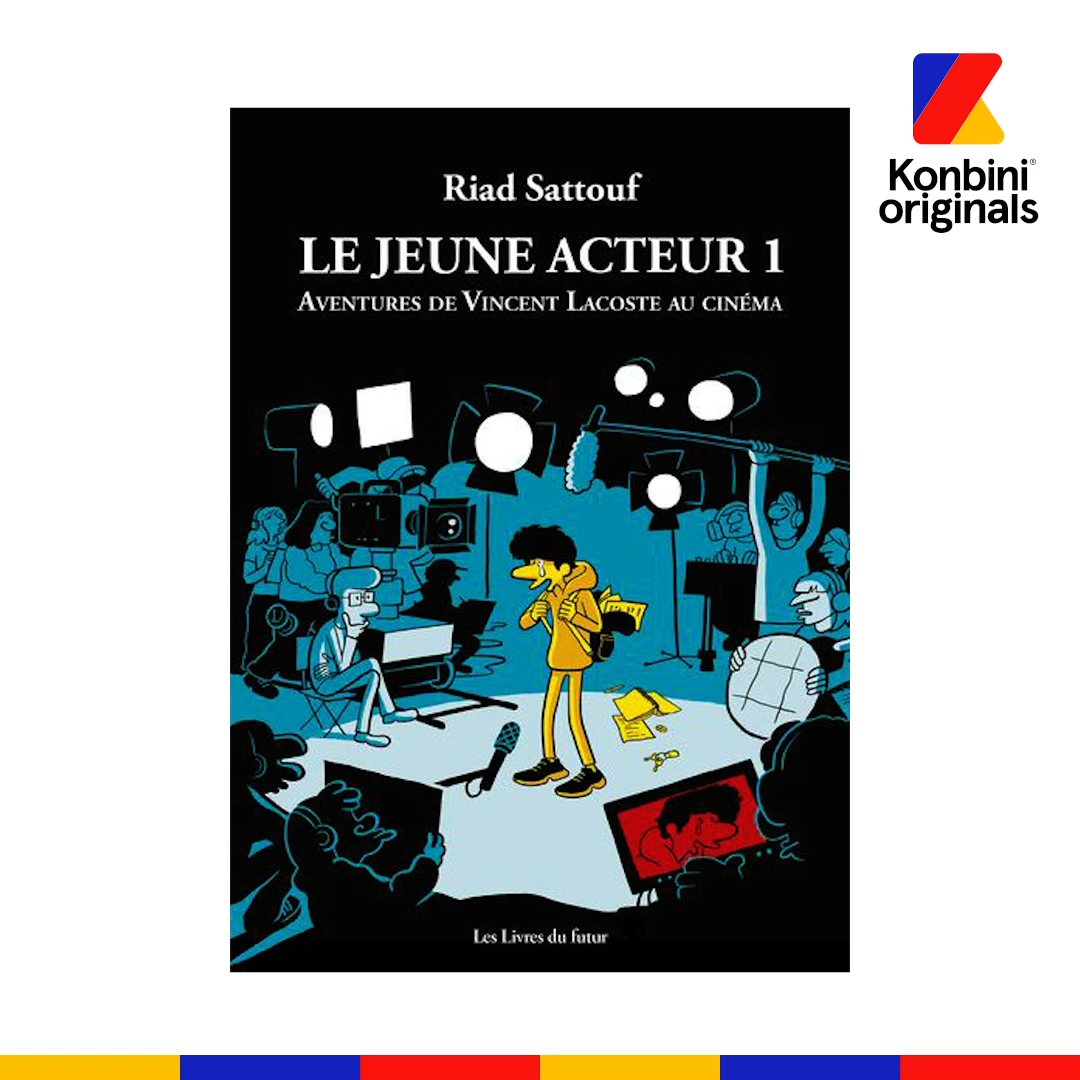 Konbini®
originals
Riad Sattouf
LE JEUNE ACTEUR 1
AVENTURES DE VINCENT LACOSTE AU CINÉMA
Les Livres du futur